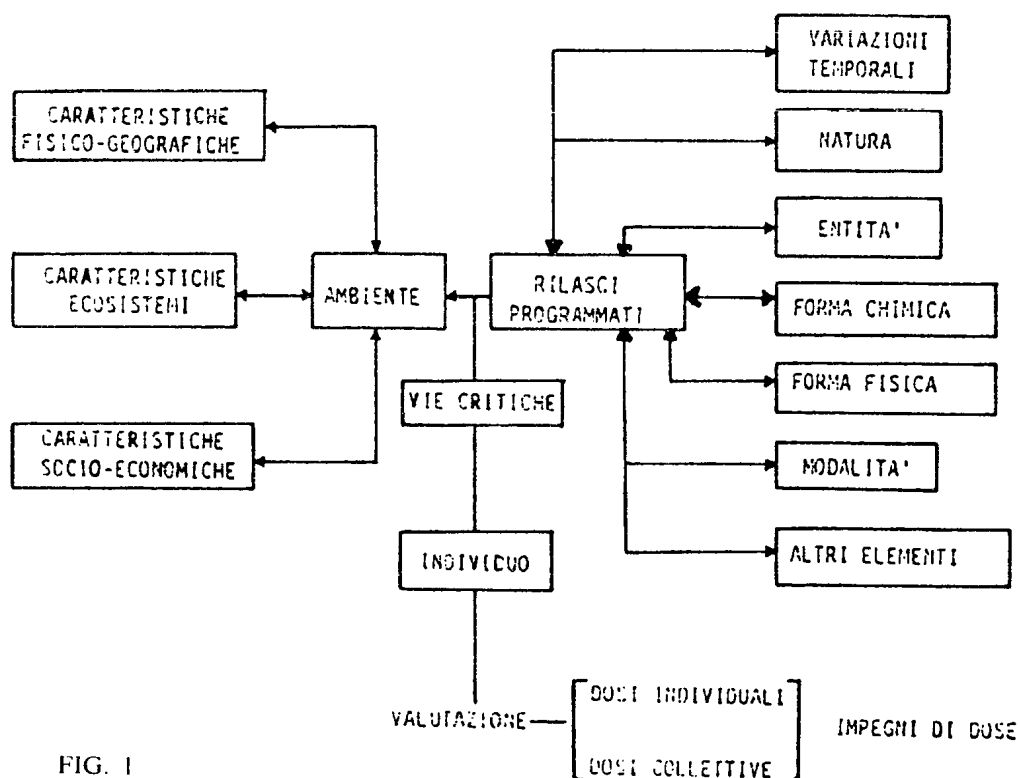 VARIAZIONI
TEMPORALI
CARATTERISTICHE
FISICO-GEOGRAFICHE
NATURA
ENTITA'
CARATTERISTICHE
ECOSISTEMI
AMBIENTE
RILASCI
PROGRAMMATI
FORMA CHIMICA
FORMA FISICA
VIE CRITICHE
CARATTERISTICHE
SOCIO-ECONOMICHE
MODALITA'
INDIVIDUO
ALTRI ELEMENTI
DOSI INDIVIDUALI
VALUTAZIONE
IMPEGNI DI DOSE
DOSI COLLETTIVE
FIG. 1